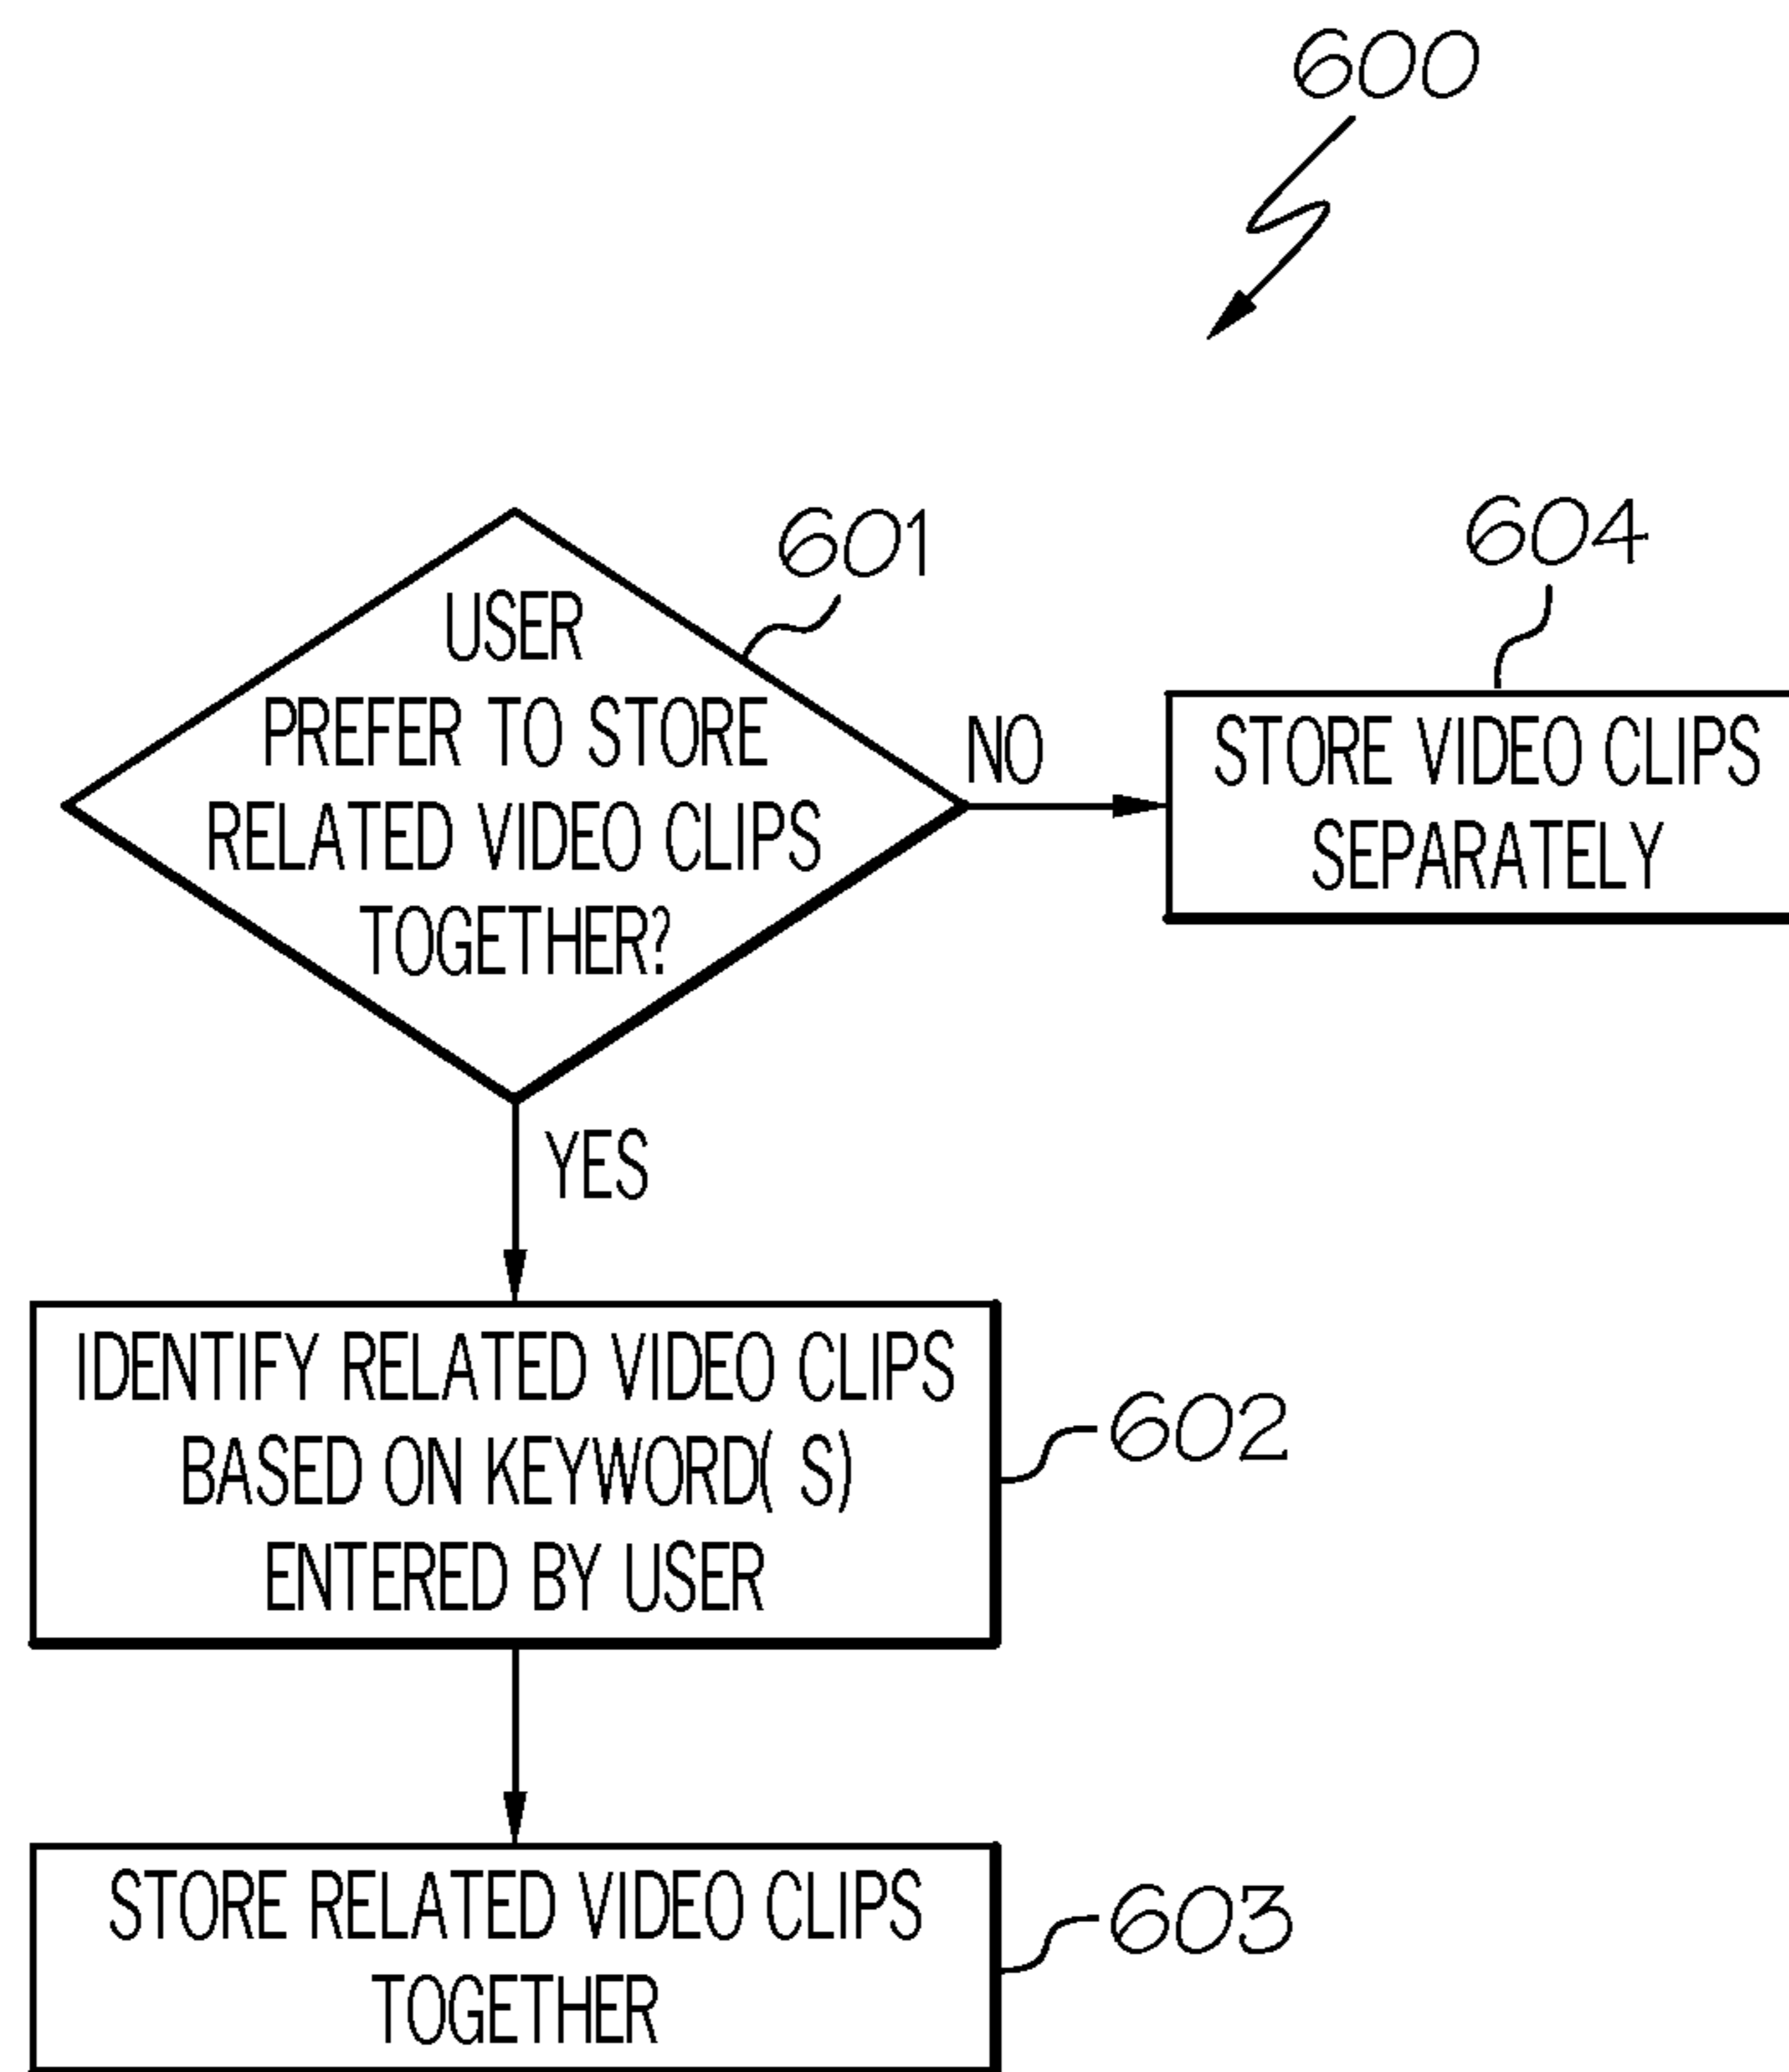 600
601
USER
PREFER TO STORE
RELATED VIDEO CLIPS
TOGETHER?
NO
604
STORE VIDEO CLIPS
SEPARATELY
YES
IDENTIFY RELATED VIDEO CLIPS
BASED ON KEYWORD( S)
ENTERED BY USER
602
STORE RELATED VIDEO CLIPS
TOGETHER
603